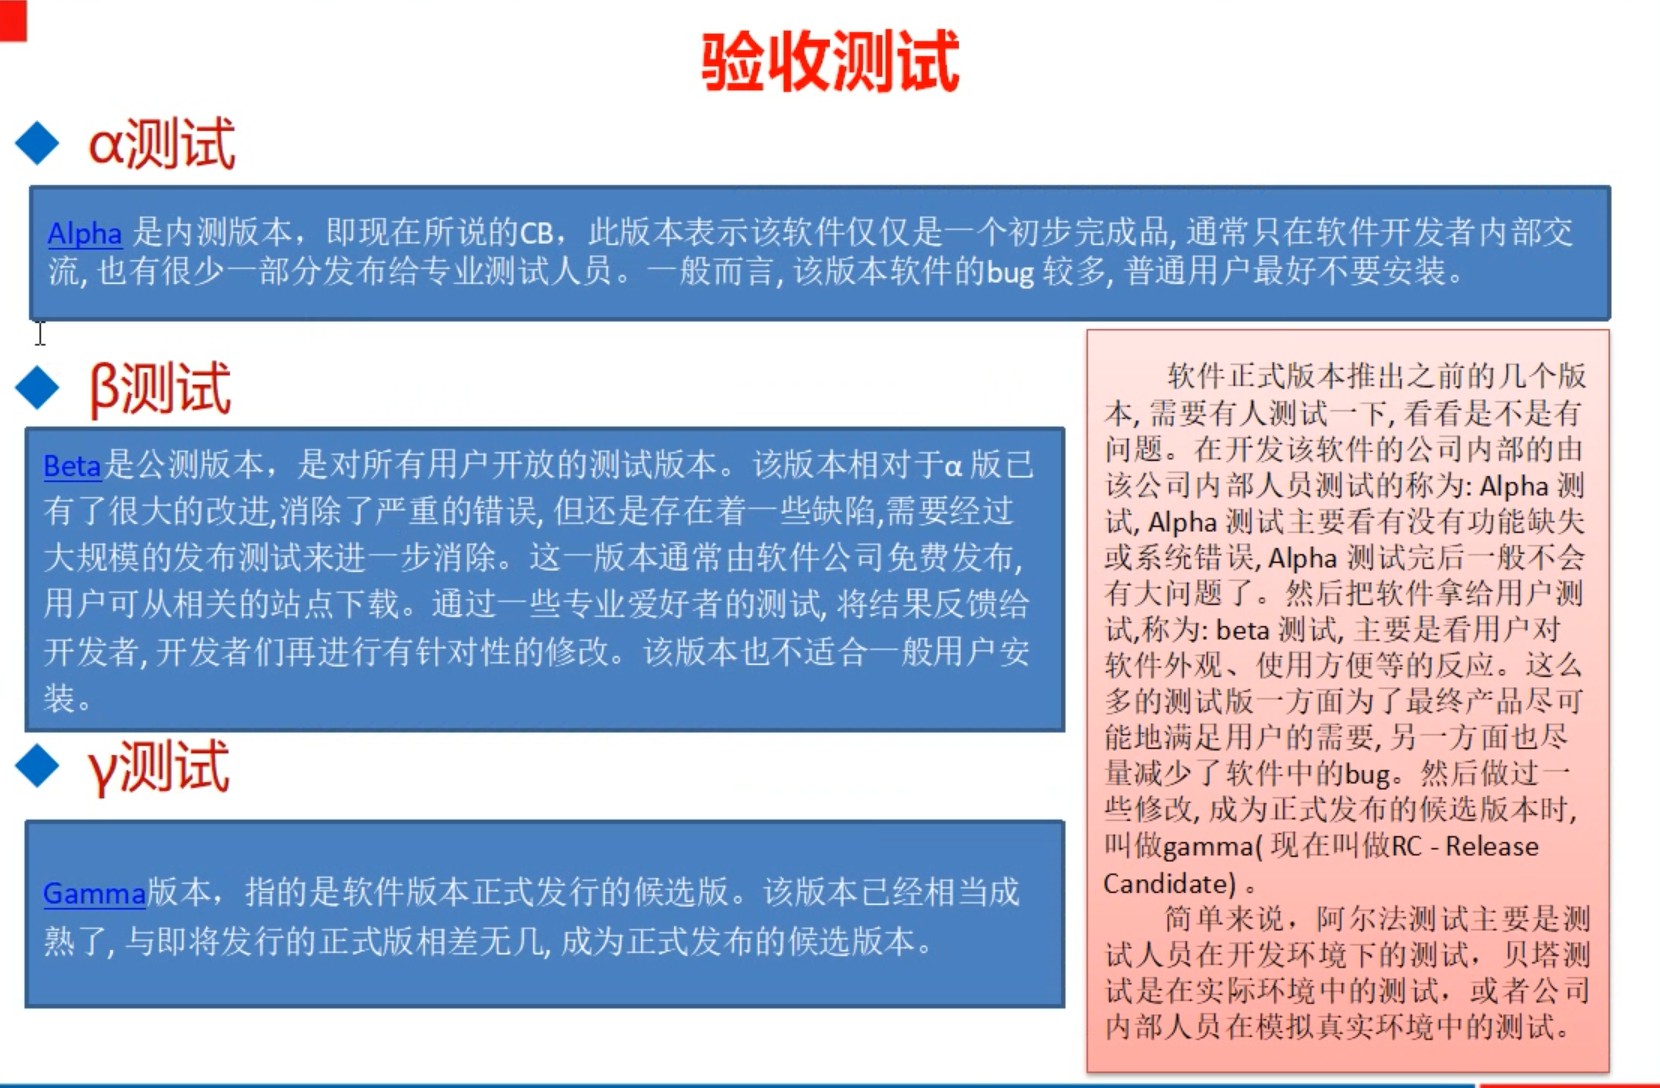 验收测试
α测试
Alpha 是内测版本，即现在所说的CB，此版本表示该软件仅仅是一个初步完成品, 通常只在软件开发者内部交
流, 也有很少一部分发布给专业测试人员。一般而言, 该版本软件的bug 较多, 普通用户最好不要安装。
β测试
Beta是公测版本，是对所有用户开放的测试版本。该版本相对于α 版已
有了很大的改进,消除了严重的错误, 但还是存在着一些缺陷,需要经过
大规模的发布测试来进一步消除。这一版本通常由软件公司免费发布,
用户可从相关的站点下载。通过一些专业爱好者的测试, 将结果反馈给
开发者, 开发者们再进行有针对性的修改。该版本也不适合一般用户安
装。
γ测试
Gamma版本，指的是软件版本正式发行的候选版。该版本已经相当成
熟了, 与即将发行的正式版相差无几, 成为正式发布的候选版本。
软件正式版本推出之前的几个版
本, 需要有人测试一下, 看看是不是有
问题。在开发该软件的公司内部的由
该公司内部人员测试的称为: Alpha 测
试, Alpha 测试主要看有没有功能缺失
或系统错误, Alpha 测试完后一般不会
有大问题了。然后把软件拿给用户测
试,称为: beta 测试, 主要是看用户对
软件外观、使用方便等的反应。这么
多的测试版一方面为了最终产品尽可
能地满足用户的需要, 另一方面也尽
量减少了软件中的bug。然后做过一
些修改, 成为正式发布的候选版本时,
叫做gamma( 现在叫做RC - Release
Candidate) 。
简单来说，阿尔法测试主要是测
试人员在开发环境下的测试，贝塔测
试是在实际环境中的测试，或者公司
内部人员在模拟真实环境中的测试。